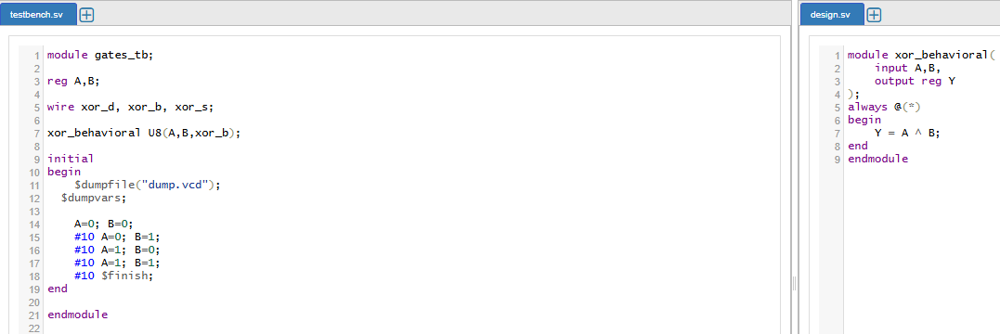 testbench.sv
1 module gates_tb;
2
3 reg A,B;
4
5 wire xor_d, xor_b, xor_s;
6
7 xor_behavioral U8(A,B,xor_b);
8
9 initial
10 begin
11     $dumpfile("dump.vcd");
12   $dumpvars;
13
14     A=0; B=0;
15     #10 A=0; B=1;
16     #10 A=1; B=0;
17     #10 A=1; B=1;
18     #10 $finish;
19 end
20
21 endmodule
22
design.sv
1 module xor_behavioral(
2     input A,B,
3     output reg Y
4 );
5 always @(*)
6 begin
7     Y = A ^ B;
8 end
9 endmodule